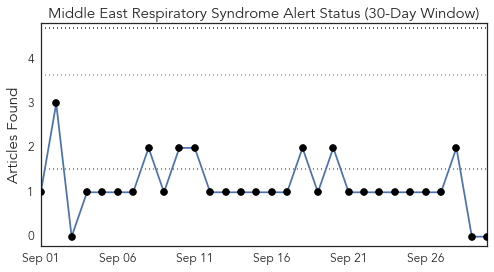 Middle East Respiratory Syndrome Alert Status (30-Day Window)
Articles Found
4
3
2
1
0
Sep 01 Sep 06 Sep 11 Sep 16 Sep 21 Sep 26